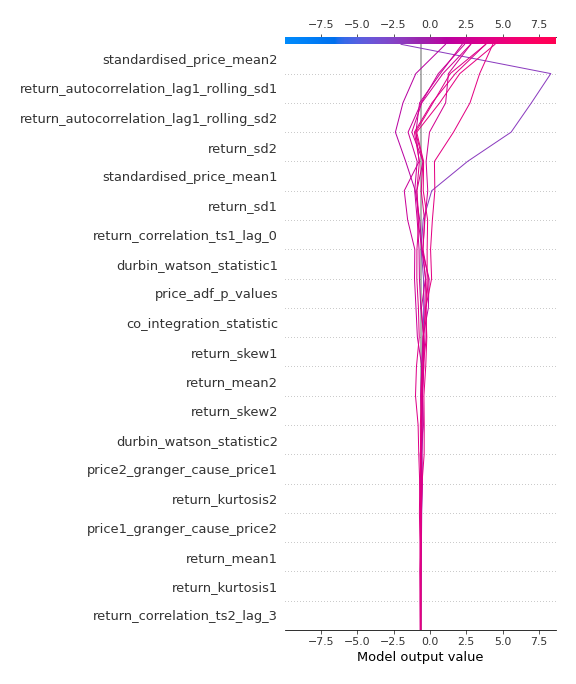 −7.5 −5.0 −2.5 0.0 2.5 5.0 7.5
standardised_price_mean2
return_autocorrelation_lag1_rolling_sd1
return_autocorrelation_lag1_rolling_sd2
return_sd2
standardised_price_mean1
return_sd1
return_correlation_ts1_lag_0
durbin_watson_statistic1
price_adf_p_values
co_integration_statistic
return_skew1
return_mean2
return_skew2
durbin_watson_statistic2
price2_granger_cause_price1
return_kurtosis2
price1_granger_cause_price2
return_mean1
return_kurtosis1
return_correlation_ts2_lag_3
−7.5 −5.0 −2.5 0.0 2.5 5.0 7.5
Model output value